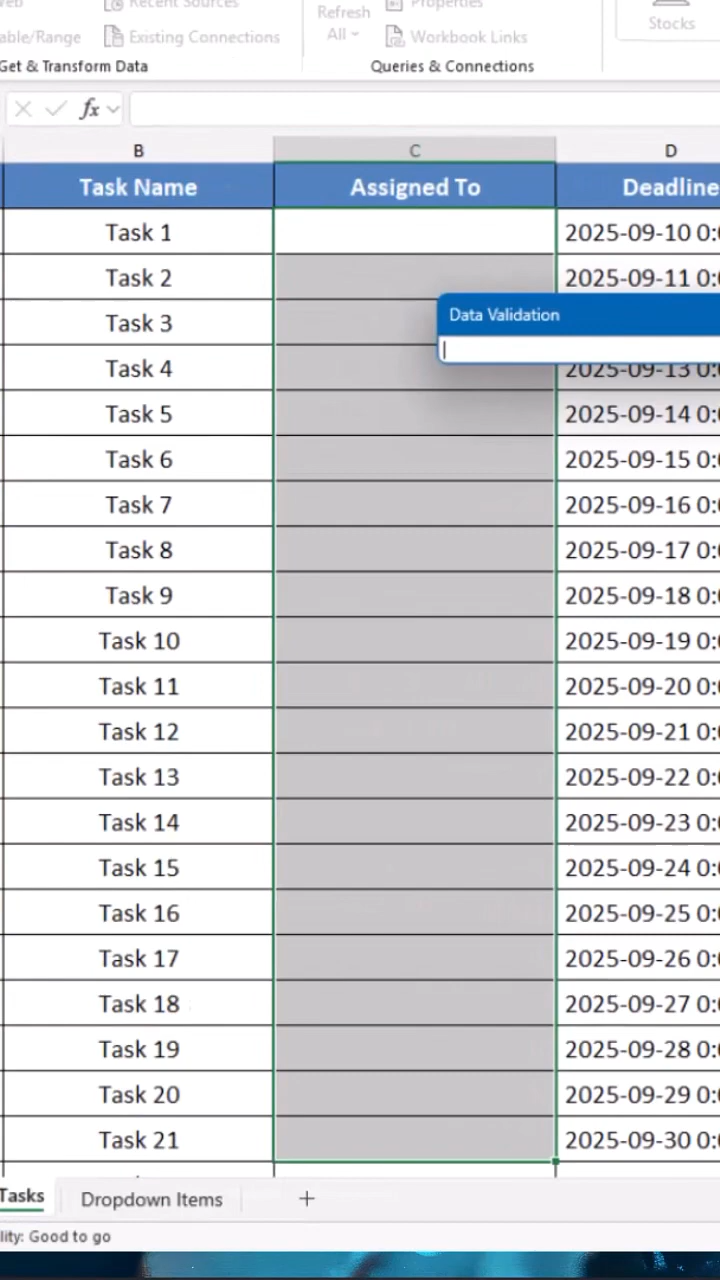 Recent Sources
Properties
Refresh
All
able/Range
Existing Connections
Workbook Links
Stocks
Get & Transform Data
Queries & Connections
fx
B
C
D
Task Name
Assigned To
Deadline
Task 1
2025-09-10 0:0
Task 2
2025-09-11 0:0
Data Validation
Task 3
Task 4
2025-09-13 0:0
Task 5
2025-09-14 0:0
Task 6
2025-09-15 0:0
Task 7
2025-09-16 0:0
Task 8
2025-09-17 0:0
Task 9
2025-09-18 0:0
Task 10
2025-09-19 0:0
Task 11
2025-09-20 0:0
Task 12
2025-09-21 0:0
Task 13
2025-09-22 0:0
Task 14
2025-09-23 0:0
Task 15
2025-09-24 0:0
Task 16
2025-09-25 0:0
Task 17
2025-09-26 0:0
Task 18
2025-09-27 0:0
Task 19
2025-09-28 0:0
Task 20
2025-09-29 0:0
Task 21
2025-09-30 0:0
Tasks
Dropdown Items
lity: Good to go